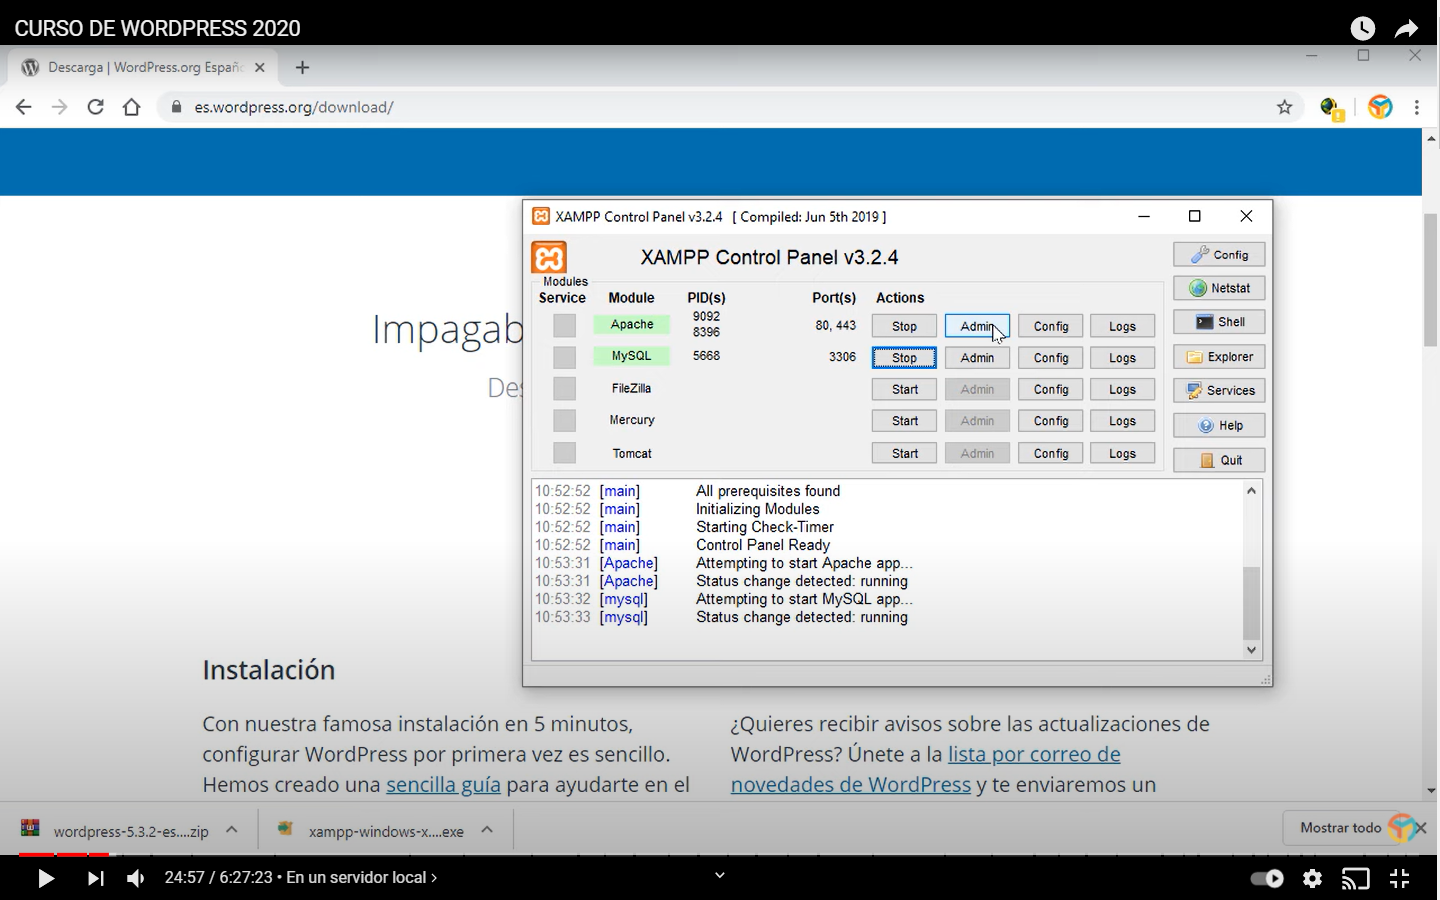 CURSO DE WORDPRESS 2020
Descarga | WordPress.org Españ
es.wordpress.org/download/
XAMPP Control Panel v3.2.4 [ Compiled: Jun 5th 2019 ]
XAMPP Control Panel v3.2.4
Config
Modules
Service Module PID(s) Port(s) Actions
Netstat
Apache 9092 8396 80, 443 Stop Admin Config Logs
Shell
MySQL 5668 3306 Stop Admin Config Logs
Explorer
FileZilla Start Admin Config Logs
Services
Mercury Start Admin Config Logs
Help
Tomcat Start Admin Config Logs
Quit
10:52:52 [main] All prerequisites found
10:52:52 [main] Initializing Modules
10:52:52 [main] Starting Check-Timer
10:52:52 [main] Control Panel Ready
10:53:31 [Apache] Attempting to start Apache app...
10:53:31 [Apache] Status change detected: running
10:53:32 [mysql] Attempting to start MySQL app...
10:53:33 [mysql] Status change detected: running
Impagab
Des
Instalación
Con nuestra famosa instalación en 5 minutos,
configurar WordPress por primera vez es sencillo.
Hemos creado una sencilla guía para ayudarte en el
¿Quieres recibir avisos sobre las actualizaciones de
WordPress? Únete a la lista por correo de
novedades de WordPress y te enviaremos un
wordpress-5.3.2-es....zip
xampp-windows-x....exe
Mostrar todo
24:57 / 6:27:23 • En un servidor local